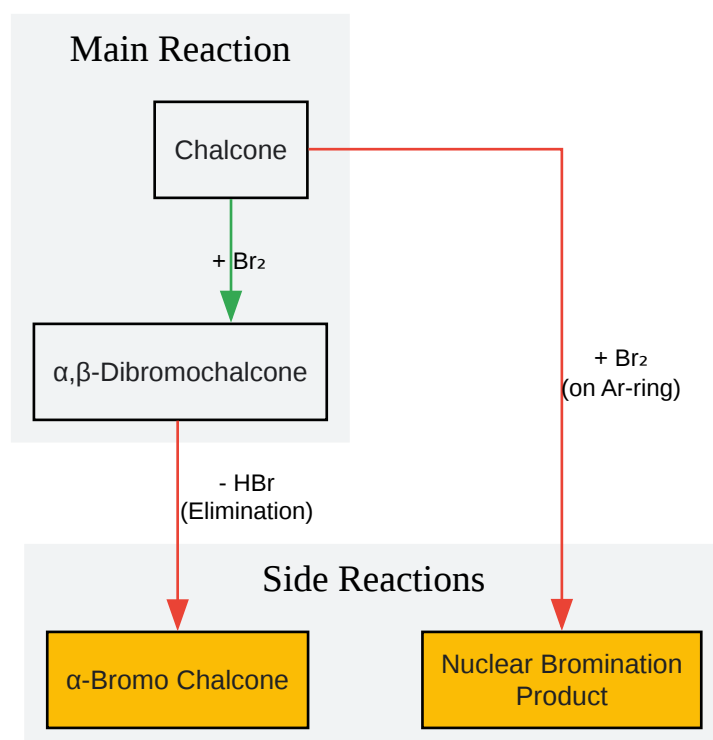 Main Reaction
Chalcone
+ Br₂
α,β-Dibromochalcone
+ Br₂
(on Ar-ring)
- HBr
(Elimination)
Side Reactions
α-Bromo Chalcone
Nuclear Bromination
Product